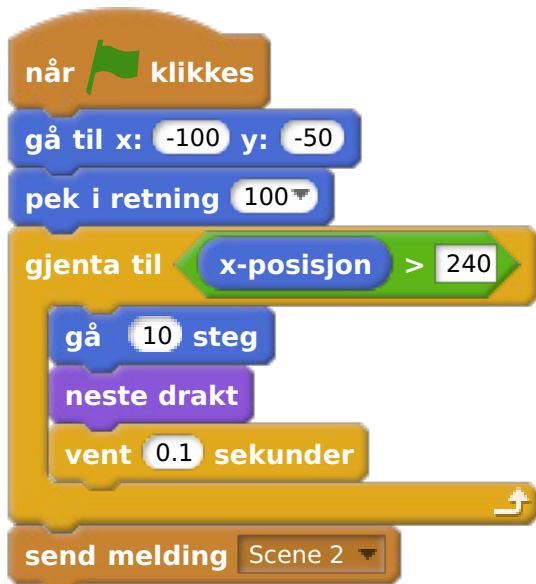 når klikkes
gå til x: -100 y: -50
pek i retning 100
gjenta til x-posisjon > 240
gå 10 steg
neste drakt
vent 0.1 sekunder
send melding Scene 2